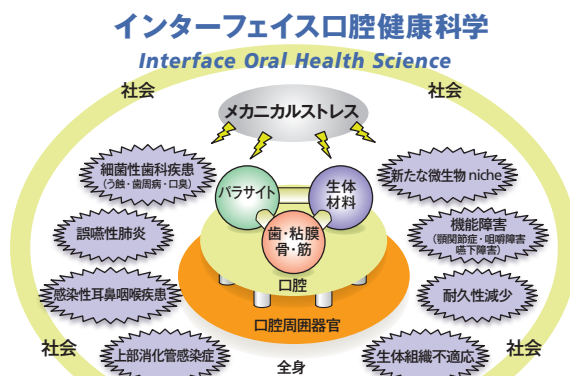 インターフェイス口腔健康科学
Interface Oral Health Science
社会
社会
メカニカルストレス
細菌性歯科疾患
(う蝕・歯周病・口臭)
パラサイト
生体
材料
新たな微生物 niche
誤嚥性肺炎
歯・粘膜
骨・筋
機能障害
(顎関節症・咀嚼障害
嚥下障害)
口腔
感染性耳鼻咽喉疾患
耐久性減少
口腔周囲器官
社会
社会
上部消化管感染症
全身
生体組織不適応